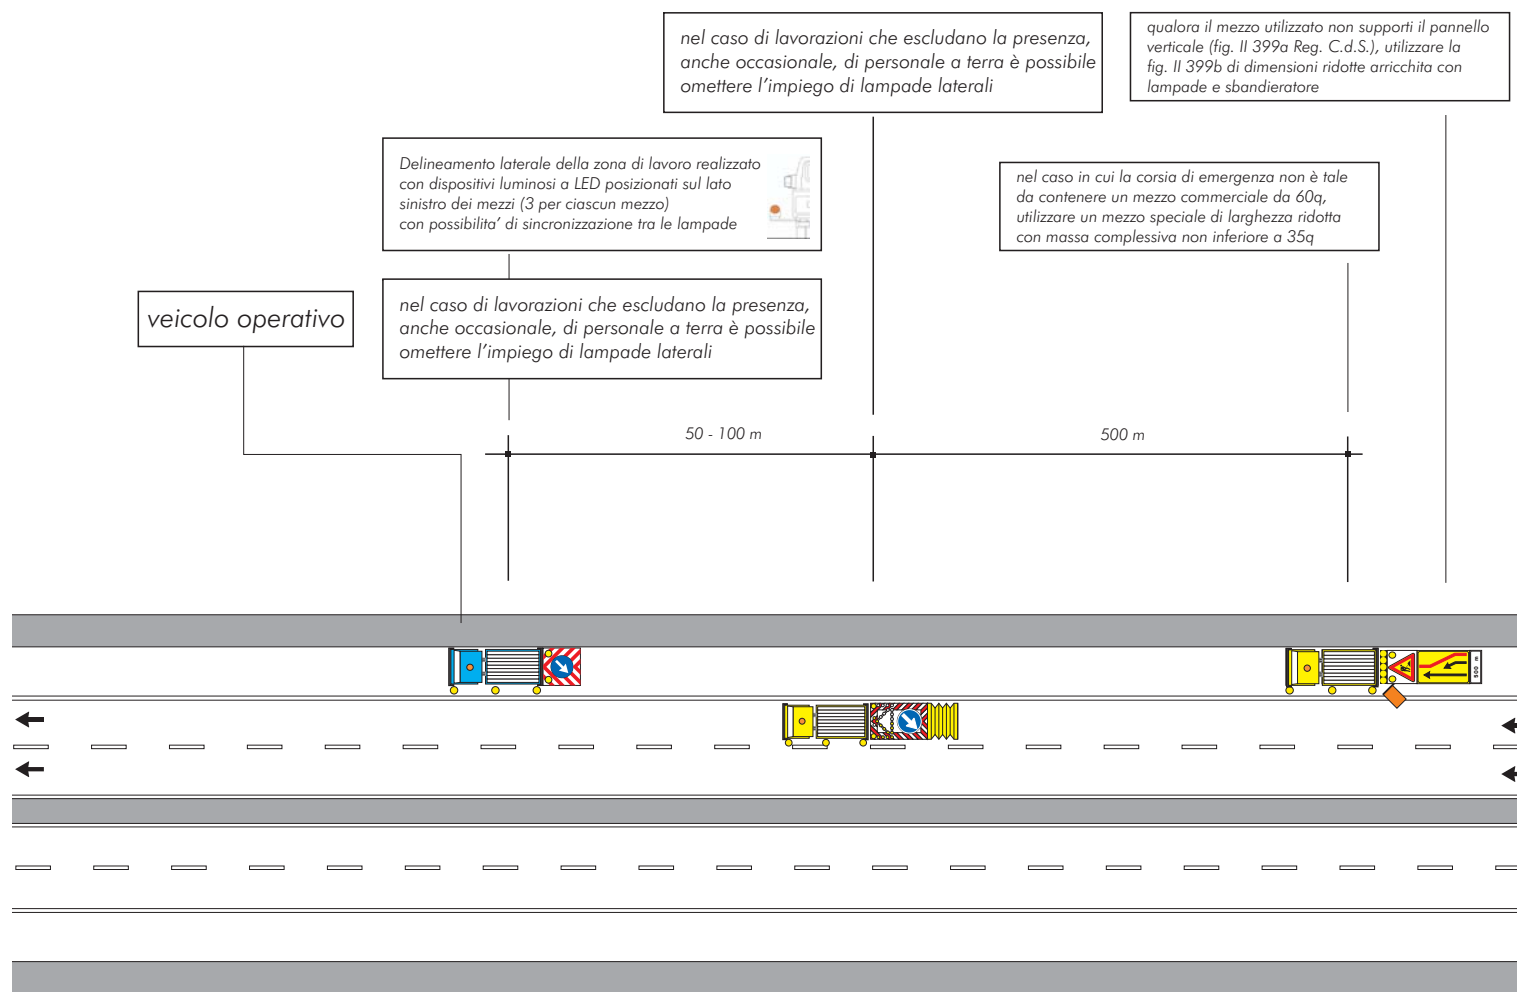 nel caso di lavorazioni che escludano la presenza,
anche occasionale, di personale a terra è possibile
omettere l'impiego di lampade laterali
qualora il mezzo utilizzato non supporti il pannello
verticale (fig. II 399a Reg. C.d.S.), utilizzare la
fig. II 399b di dimensioni ridotte arricchita con
lampade e sbandieratore
Delineamento laterale della zona di lavoro realizzato
con dispositivi luminosi a LED posizionati sul lato
sinistro dei mezzi (3 per ciascun mezzo)
con possibilita' di sincronizzazione tra le lampade
nel caso in cui la corsia di emergenza non è tale
da contenere un mezzo commerciale da 60q,
utilizzare un mezzo speciale di larghezza ridotta
con massa complessiva non inferiore a 35q
nel caso di lavorazioni che escludano la presenza,
anche occasionale, di personale a terra è possibile
omettere l'impiego di lampade laterali
veicolo operativo
50 - 100 m
500 m
500 m